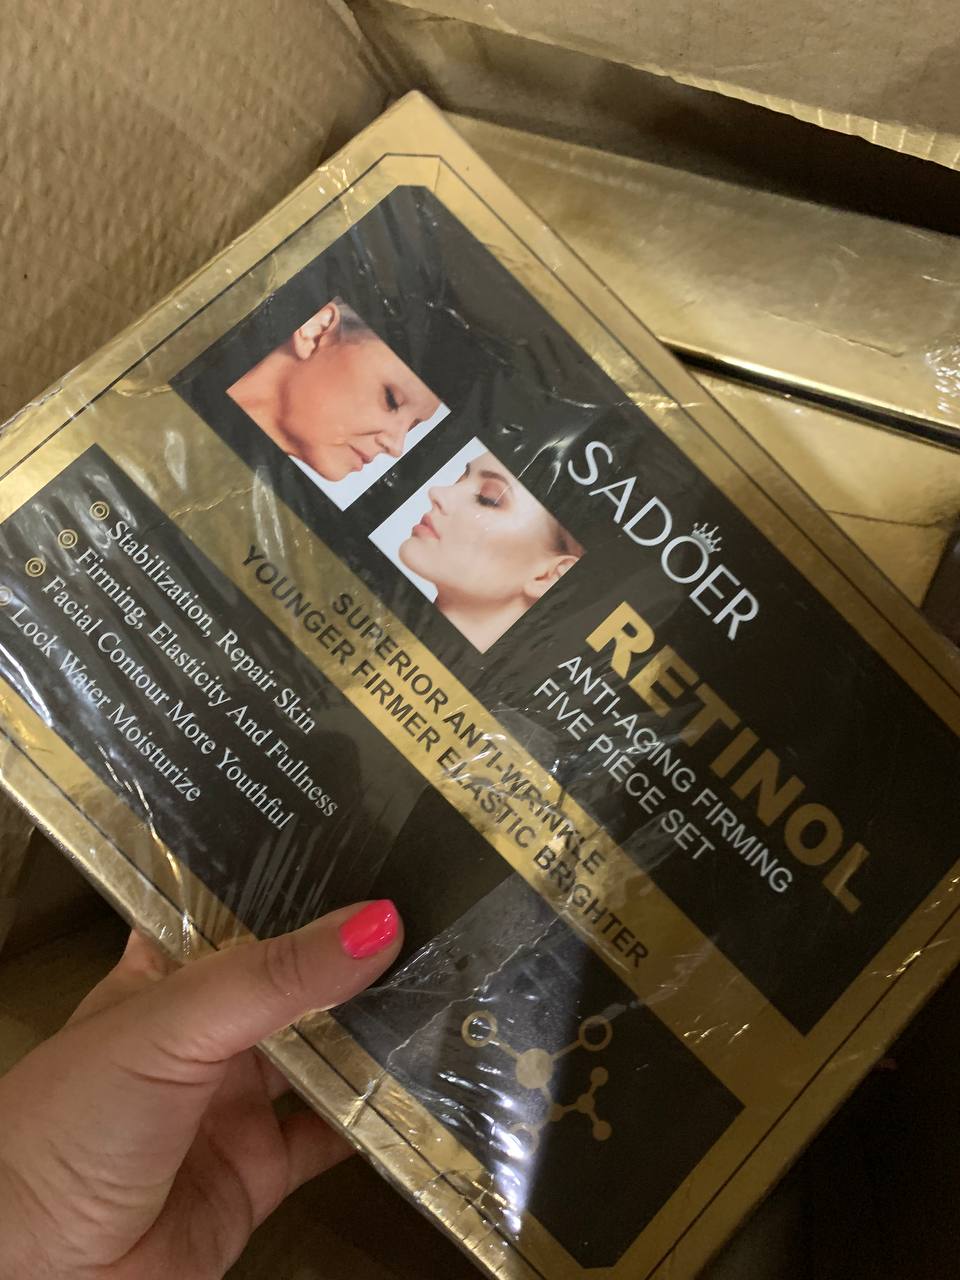 SADOER
RETINOL
ANTI-AGING FIRMING
FIVE PIECE SET
SUPERIOR ANTI-WRINKLE
YOUNGER FIRMER ELASTIC BRIGHTER
Stabilization, Repair Skin
Firming, Elasticity And Fullness
Facial Contour More Youthful
Lock Water Moisturize